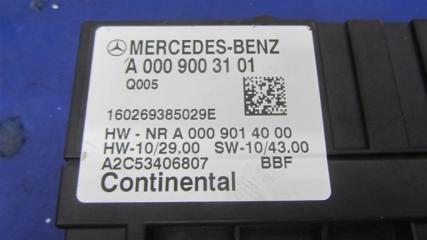 MERCEDES-BENZ
A 000 900 31 01
Q005
160269385029E
HW - NR A 000 901 40 00
HW-10/29.00 SW-10/43.00
A2C53406807 BBF
Continental